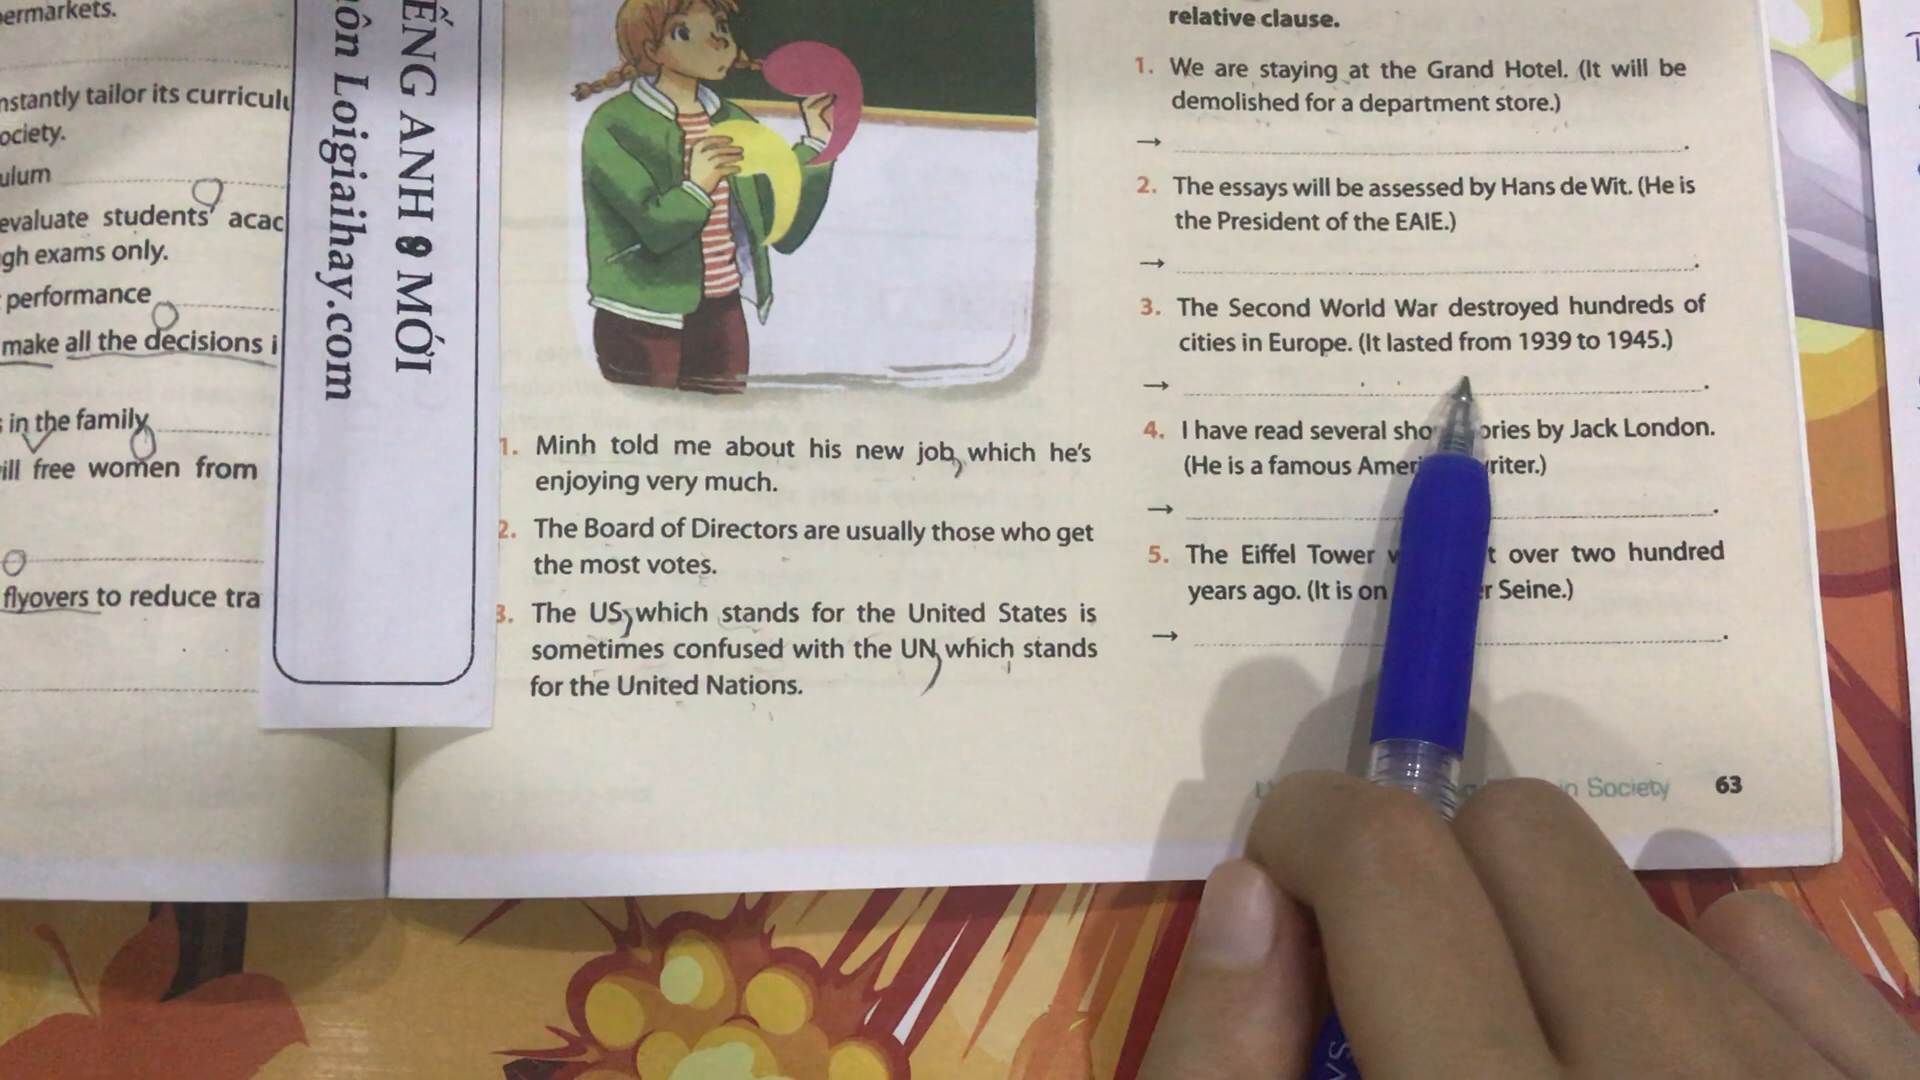 ermarkets.
nstantly tailor its curricul
ociety.
ulum
evaluate students' acad
gh exams only.
performance
make all the decisions i
in the family
ill free women from
flyovers to reduce tra
ẾNG ANH 9 MỚI
ôn Loigiaihay.com
1. Minh told me about his new job, which he's
enjoying very much.
2. The Board of Directors are usually those who get
the most votes.
3. The US, which stands for the United States is
sometimes confused with the UN, which stands
for the United Nations.
relative clause.
1. We are staying at the Grand Hotel. (It will be
demolished for a department store.)
→ .
2. The essays will be assessed by Hans de Wit. (He is
the President of the EAIE.)
→ .
3. The Second World War destroyed hundreds of
cities in Europe. (It lasted from 1939 to 1945.)
→ .
4. I have read several ories by Jack London.
(He is a famous riter.)
→ .
5. The Eiffel Tower t over two hundred
years ago. (It is on r Seine.)
→ .
in Society 63